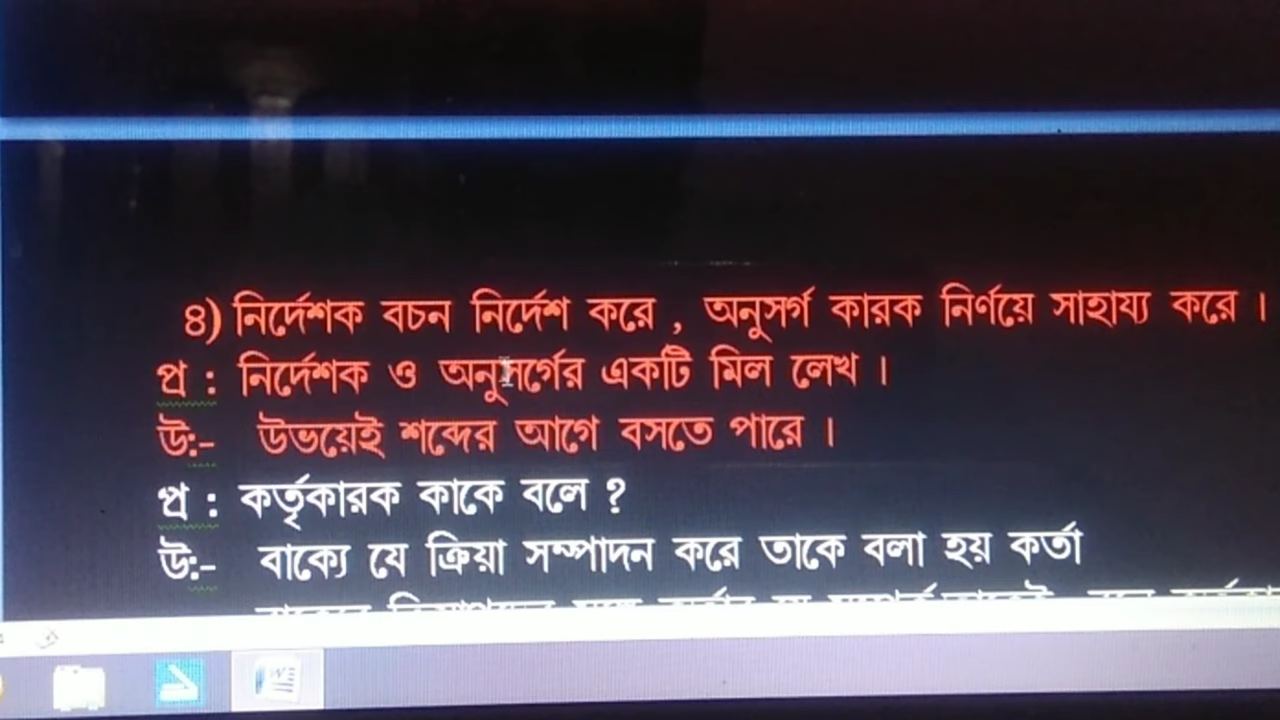 ৪) নির্দেশক বচন নির্দেশ করে , অনুসর্গ কারক নির্ণয়ে সাহায্য করে ।
প্র : নির্দেশক ও অনুসর্গের একটি মিল লেখ ।
উ:- উভয়েই শব্দের আগে বসতে পারে ।
প্র : কর্তৃকারক কাকে বলে ?
উ:- বাক্যে যে ক্রিয়া সম্পাদন করে তাকে বলা হয় কর্তা